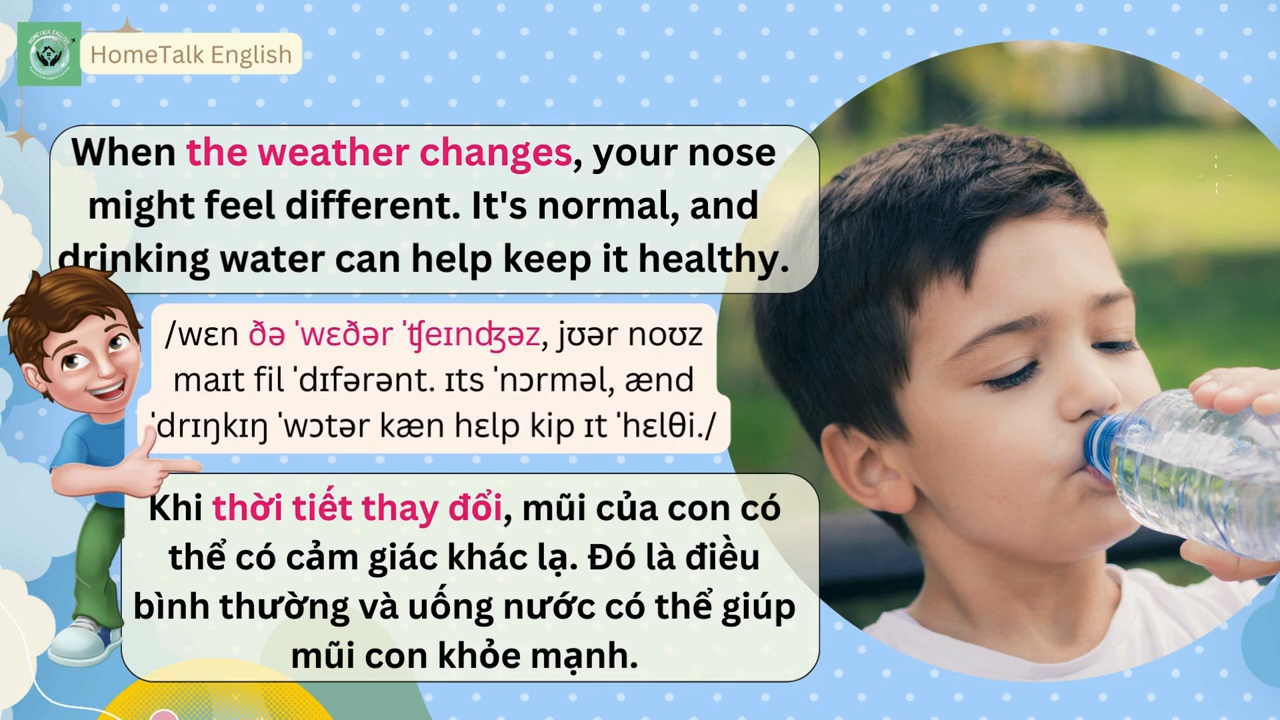 HomeTalk English
When the weather changes, your nose
might feel different. It's normal, and
drinking water can help keep it healthy.
/wɛn ðə ˈwɛðər ˈʧeɪnʤəz, jʊər noʊz
maɪt fil ˈdɪfərənt. ɪts ˈnɔrməl, ænd
ˈdrɪŋkɪŋ ˈwɔtər kæn hɛlp kip ɪt ˈhɛlθi./
Khi thời tiết thay đổi, mũi của con có
thể có cảm giác khác lạ. Đó là điều
bình thường và uống nước có thể giúp
mũi con khỏe mạnh.